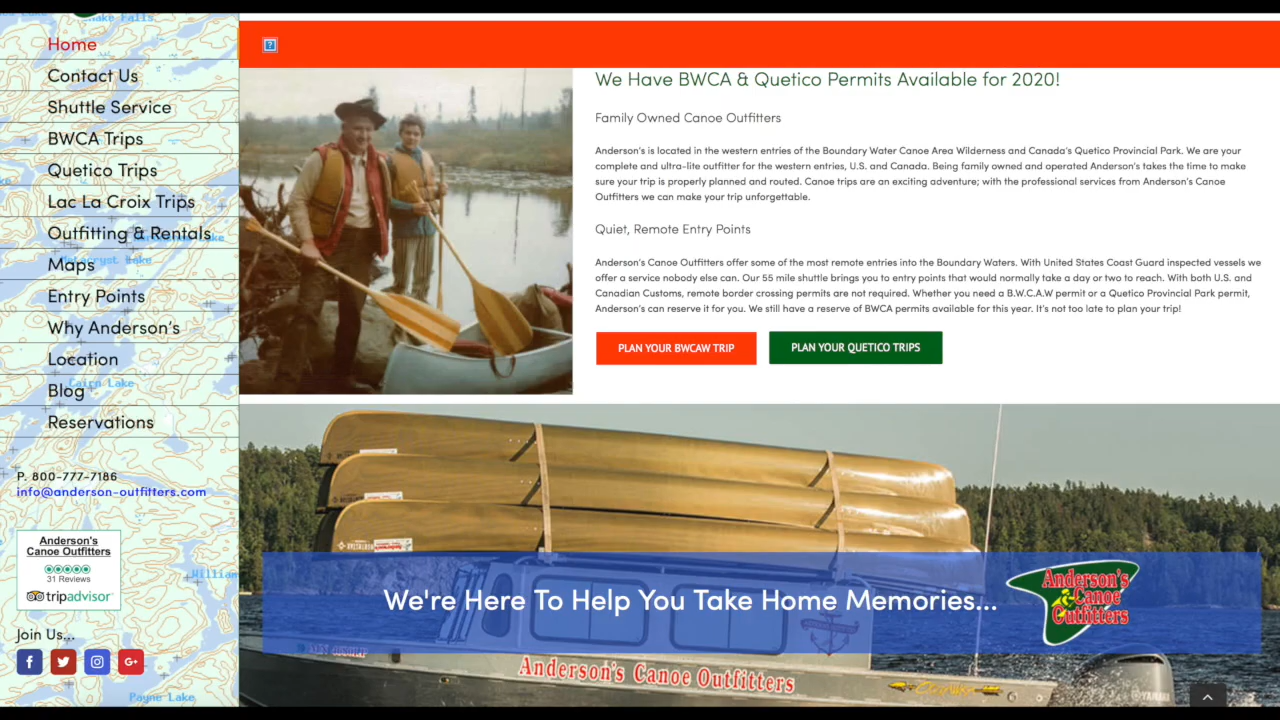 Snake Falls
Home
Contact Us
Shuttle Service
BWCA Trips
Quetico Trips
Lac La Croix Trips
Outfitting & Rentals
Maps
Entry Points
Why Anderson's
Location
Cairn Lake
Blog
Reservations
P. 800-777-7186
info@anderson-outfitters.com
Anderson's
Canoe Outfitters
31 Reviews
tripadvisor
William
Join Us...
Payne Lake
We Have BWCA & Quetico Permits Available for 2020!
Family Owned Canoe Outfitters
Anderson's is located in the western entries of the Boundary Water Canoe Area Wilderness and Canada's Quetico Provincial Park. We are your
complete and ultra-lite outfitter for the western entries, U.S. and Canada. Being family owned and operated Anderson's takes the time to make
sure your trip is properly planned and routed. Canoe trips are an exciting adventure; with the professional services from Anderson's Canoe
Outfitters we can make your trip unforgettable.
Quiet, Remote Entry Points
Anderson's Canoe Outfitters offer some of the most remote entries into the Boundary Waters. With United States Coast Guard inspected vessels we
offer a service nobody else can. Our 55 mile shuttle brings you to entry points that would normally take a day or two to reach. With both U.S. and
Canadian Customs, remote border crossing permits are not required. Whether you need a B.W.C.A.W permit or a Quetico Provincial Park permit,
Anderson's can reserve it for you. We still have a reserve of BWCA permits available for this year. It's not too late to plan your trip!
PLAN YOUR BWCAW TRIP
PLAN YOUR QUETICO TRIPS
We're Here To Help You Take Home Memories...
Anderson's
Canoe
Outfitters
Anderson's Canoe Outfitters
YAMAHA